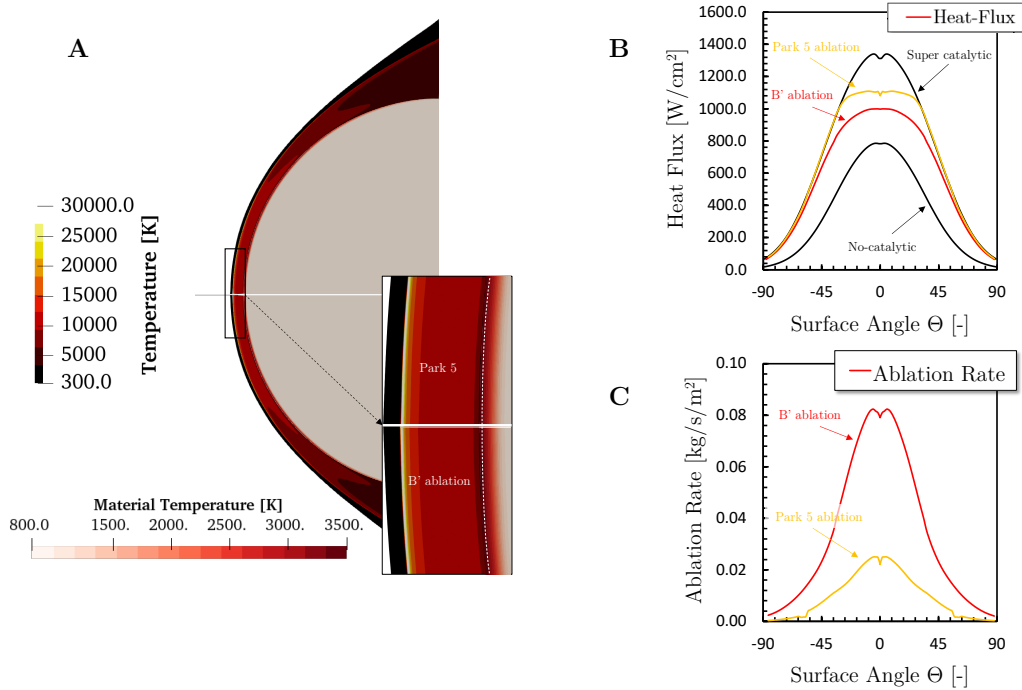 A
30000.0
25000
20000
15000
10000
5000
300.0
Temperature [K]
Park 5
B' ablation
Material Temperature [K]
800.0 1500. 2000. 2500. 3000. 3500.
B
Heat-Flux
1600.0
1400.0
1200.0
1000.0
800.0
600.0
400.0
200.0
0.0
Heat Flux [W/cm²]
Park 5 ablation
Super catalytic
B' ablation
No-catalytic
-90 -45 0 45 90
Surface Angle Θ [-]
C
Ablation Rate
0.10
0.08
0.06
0.04
0.02
0.00
Ablation Rate [kg/s/m²]
B' ablation
Park 5 ablation
-90 -45 0 45 90
Surface Angle Θ [-]